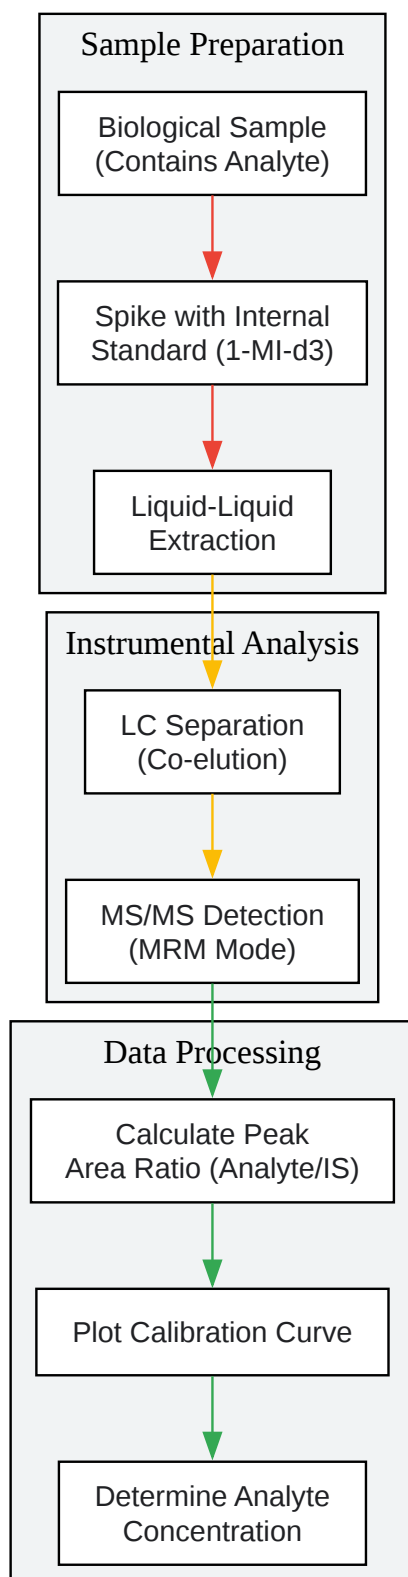 Sample Preparation
Biological Sample
(Contains Analyte)
Spike with Internal
Standard (1-MI-d3)
Liquid-Liquid
Extraction
Instrumental Analysis
LC Separation
(Co-elution)
MS/MS Detection
(MRM Mode)
Data Processing
Calculate Peak
Area Ratio (Analyte/IS)
Plot Calibration Curve
Determine Analyte
Concentration